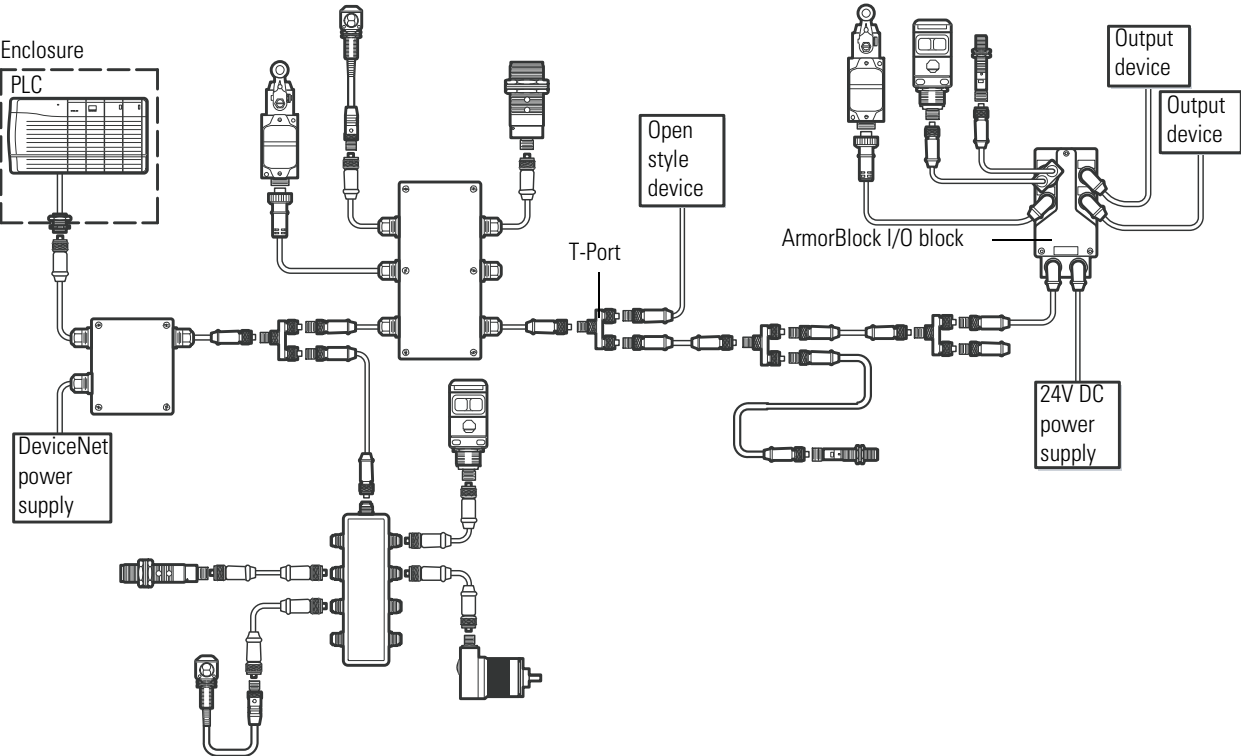 Enclosure
PLC
Output
device
Output
device
Open
style
device
ArmorBlock I/O block
T-Port
24V DC
power
supply
DeviceNet
power
supply